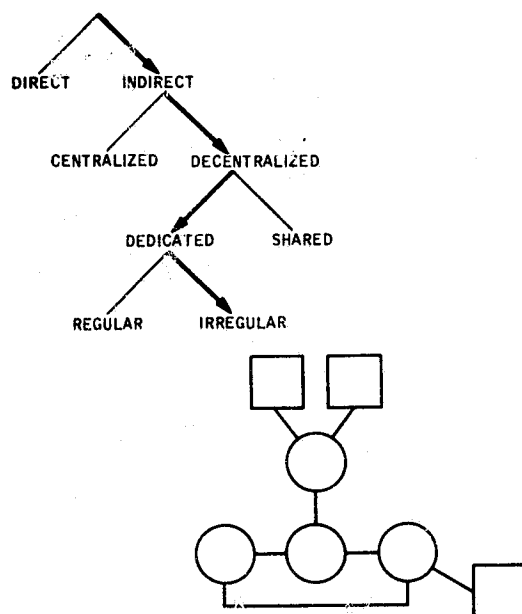 DIRECT INDIRECT
CENTRALIZED DECENTRALIZED
DEDICATED SHARED
REGULAR IRREGULAR